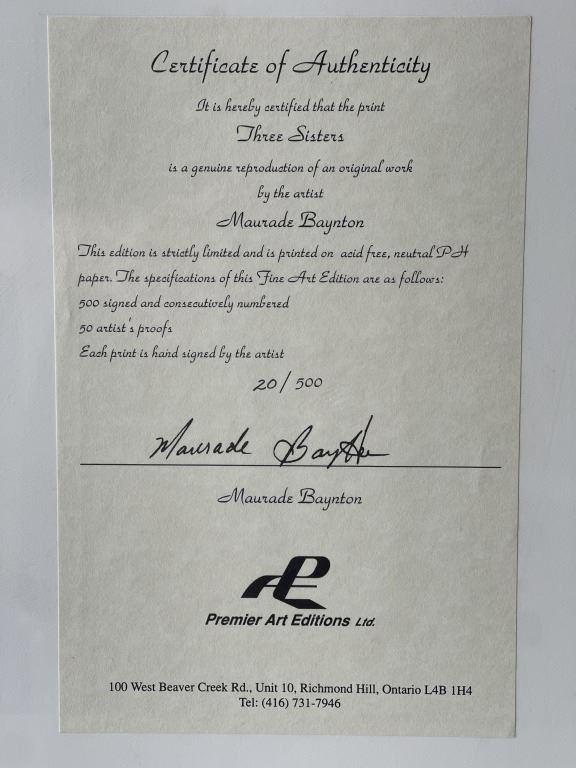 Certificate of Authenticity
It is hereby certified that the print
Three Sisters
is a genuine reproduction of an original work
by the artist
Maurade Baynton
This edition is strictly limited and is printed on acid free, neutral PH
paper. The specifications of this Fine Art Edition are as follows:
500 signed and consecutively numbered
50 artist's proofs
Each print is hand signed by the artist
20/500
Maurade Baynton
Maurade Baynton
Premier Art Editions Ltd.
100 West Beaver Creek Rd., Unit 10, Richmond Hill, Ontario L4B 1H4
Tel: (416) 731-7946